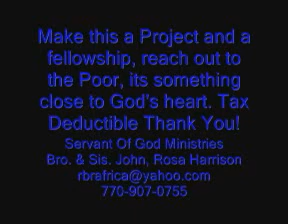 Make this a Project and a
fellowship, reach out to
the Poor, its something
close to God's heart. Tax
Deductible Thank You!
Servant Of God Ministries
Bro. & Sis. John, Rosa Harrison
rbrafrica@yahoo.com
770-907-0755